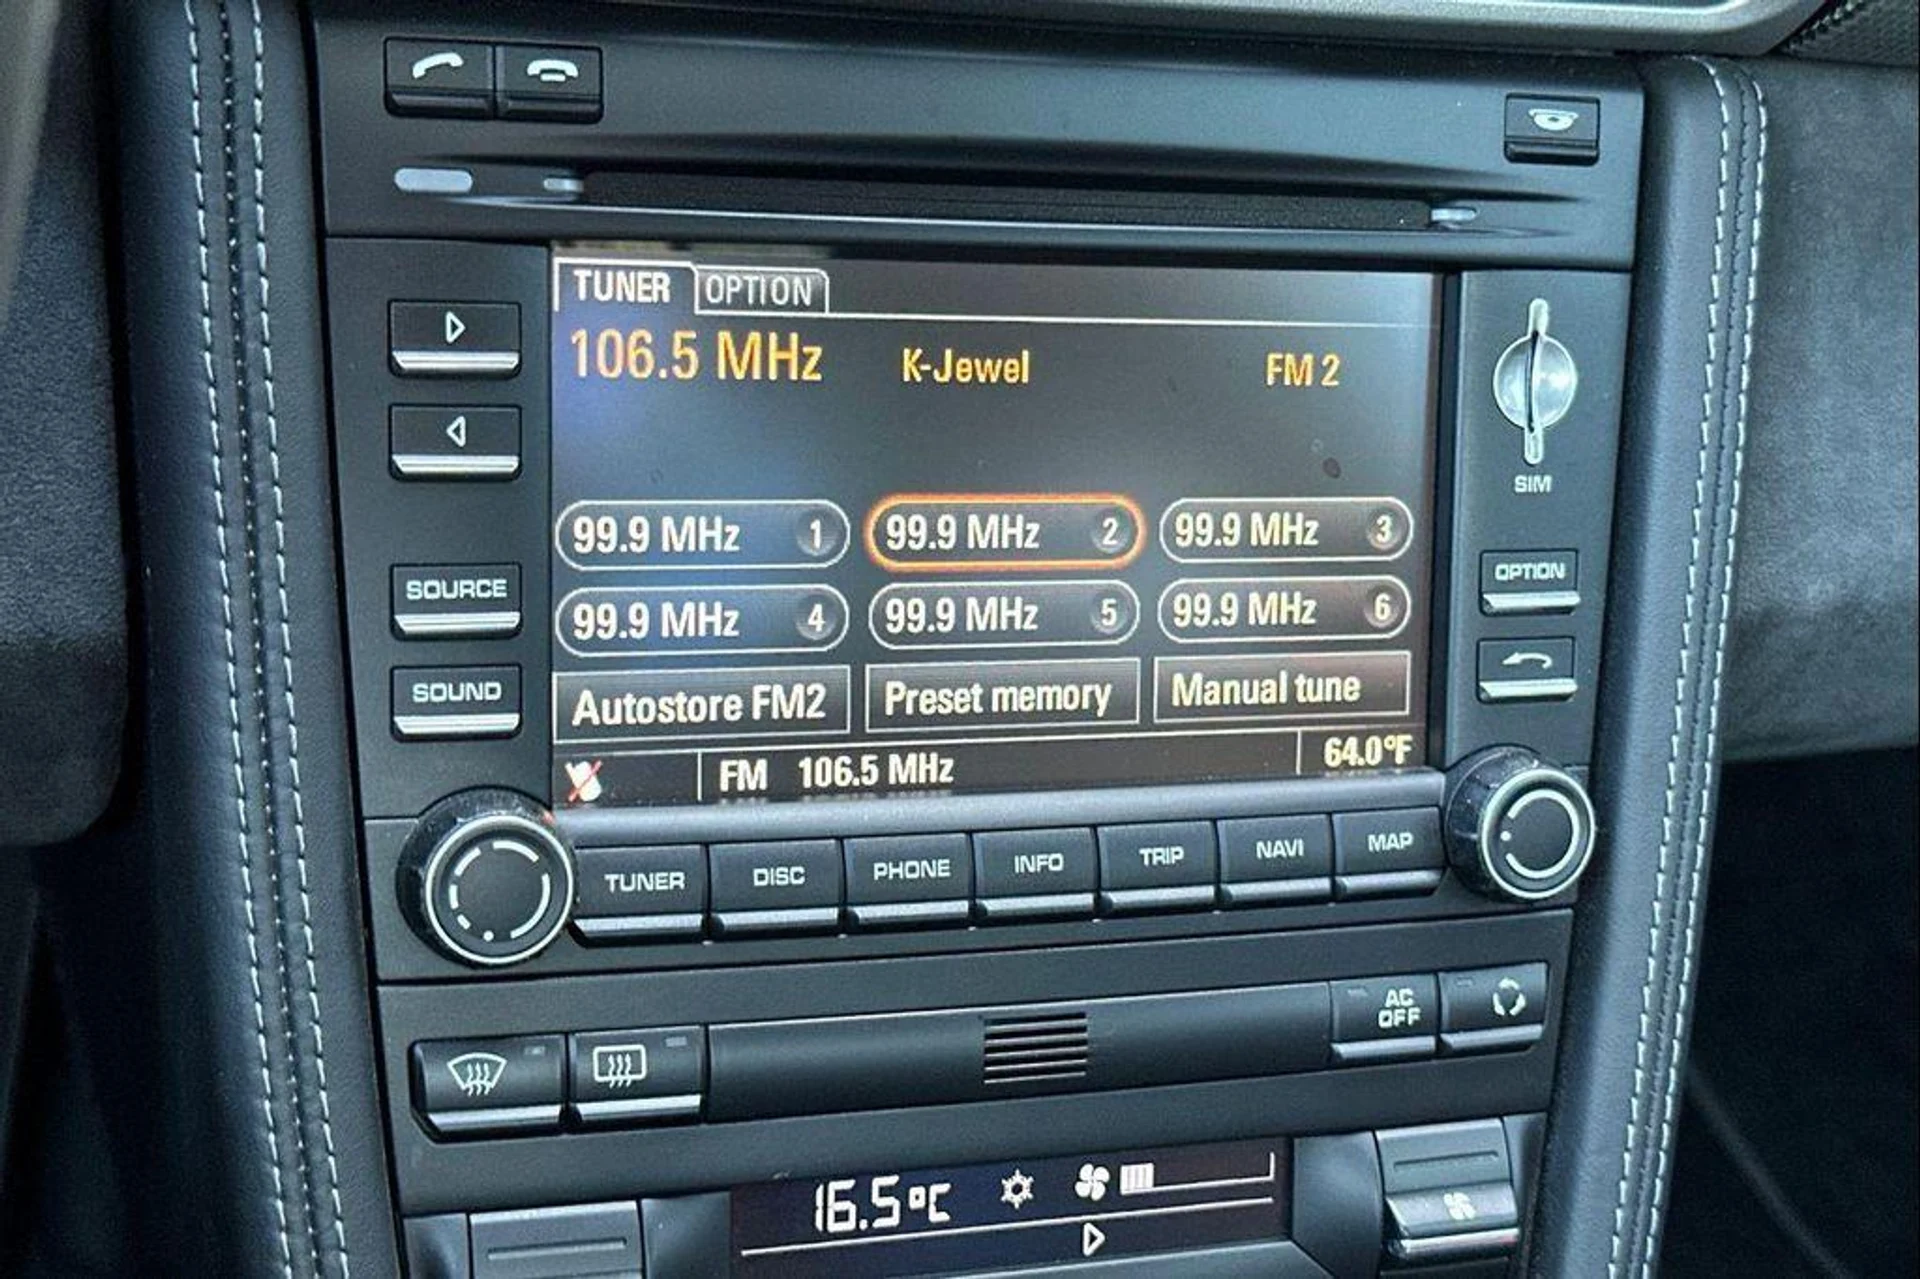 TUNER OPTION
106.5 MHz K-Jewel FM 2
SIM
99.9 MHz 1 99.9 MHz 2 99.9 MHz 3
OPTION
SOURCE
99.9 MHz 4 99.9 MHz 5 99.9 MHz 6
SOUND
Autostore FM2 Preset memory Manual tune
FM 106.5 MHz 64.0°F
TUNER DISC PHONE INFO TRIP NAVI MAP
AC
OFF
16.5°C